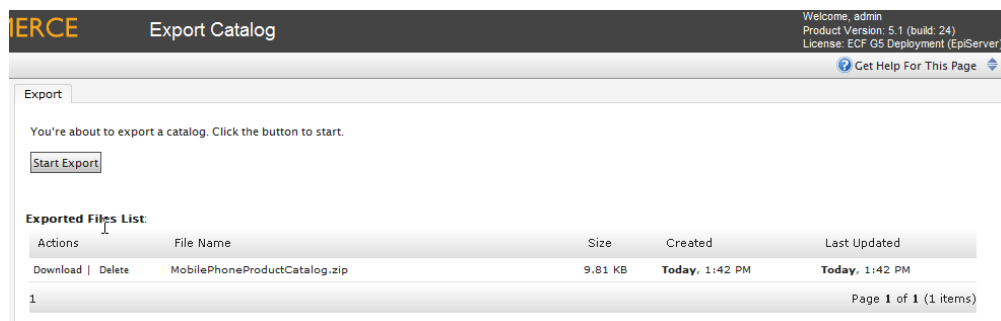 Welcome, admin
Product Version: 5.1 (build: 24)
License: ECF G5 Deployment (EpiServer)
MERCE Export Catalog
Get Help For This Page
Export
You're about to export a catalog. Click the button to start.
Start Export
Exported Files List:
Actions File Name Size Created Last Updated
Download | Delete MobilePhoneProductCatalog.zip 9.81 KB Today, 1:42 PM Today, 1:42 PM
1 Page 1 of 1 (1 items)